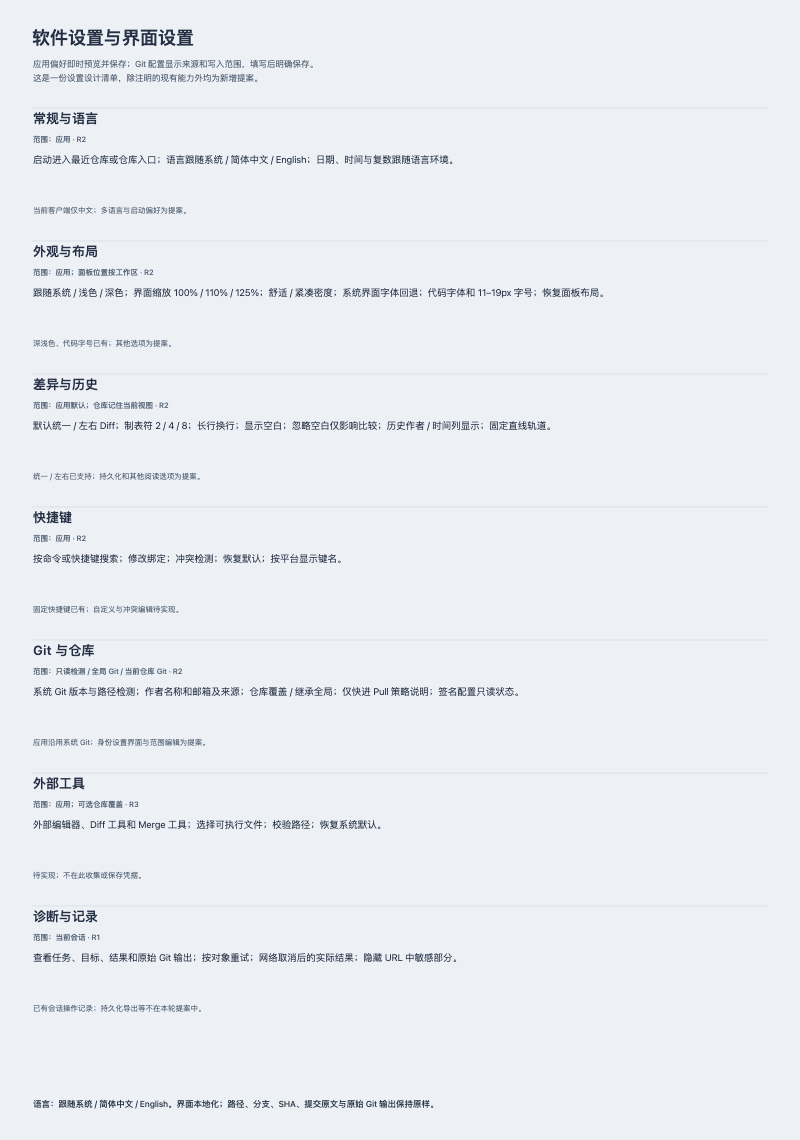 软件设置与界面设置
应用偏好即时预览并保存；Git 配置显示来源和写入范围，填写后明确保存。
这是一份设置设计清单，除注明的现有能力外均为新增提案。
常规与语言
范围：应用 · R2
启动进入最近仓库或仓库入口；语言跟随系统 / 简体中文 / English；日期、时间与复数跟随语言环境。
当前客户端仅中文；多语言与启动偏好为提案。
外观与布局
范围：应用；面板位置按工作区 · R2
跟随系统 / 浅色 / 深色；界面缩放 100% / 110% / 125%；舒适 / 紧凑密度；系统界面字体回退；代码字体和 11–19px 字号；恢复面板布局。
深浅色、代码字号已有；其他选项为提案。
差异与历史
范围：应用默认；仓库记住当前视图 · R2
默认统一 / 左右 Diff；制表符 2 / 4 / 8；长行换行；显示空白；忽略空白仅影响比较；历史作者 / 时间列显示；固定直线轨道。
统一 / 左右已支持；持久化和其他阅读选项为提案。
快捷键
范围：应用 · R2
按命令或快捷键搜索；修改绑定；冲突检测；恢复默认；按平台显示键名。
固定快捷键已有；自定义与冲突编辑待实现。
Git 与仓库
范围：只读检测 / 全局 Git / 当前仓库 Git · R2
系统 Git 版本与路径检测；作者名称和邮箱及来源；仓库覆盖 / 继承全局；仅快进 Pull 策略说明；签名配置只读状态。
应用沿用系统 Git；身份设置界面与范围编辑为提案。
外部工具
范围：应用；可选仓库覆盖 · R3
外部编辑器、Diff 工具和 Merge 工具；选择可执行文件；校验路径；恢复系统默认。
待实现；不在此收集或保存凭据。
诊断与记录
范围：当前会话 · R1
查看任务、目标、结果和原始 Git 输出；按对象重试；网络取消后的实际结果；隐藏 URL 中敏感部分。
已有会话操作记录；持久化导出等不在本轮提案中。
语言：跟随系统 / 简体中文 / English。界面本地化；路径、分支、SHA、提交原文与原始 Git 输出保持原样。